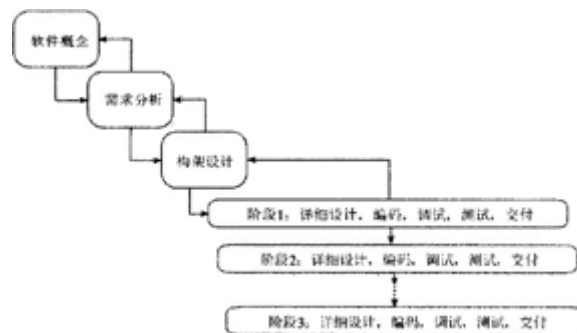 软件概念
需求分析
构架设计
阶段1：详细设计，编码，调试，测试，交付
阶段2：详细设计，编码，调试，测试，交付
阶段3：详细设计，编码，调试，测试，交付